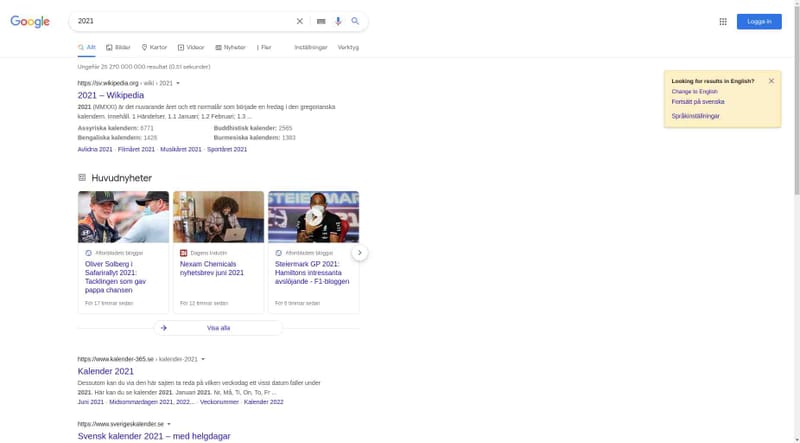 Google
2021
Logga in
Allt
Bilder
Kartor
Videor
Nyheter
Fler
Inställningar
Verktyg
Ungefär 25 270 000 000 resultat (0,51 sekunder)
https://sv.wikipedia.org › wiki › 2021
2021 – Wikipedia
2021 (MMXXI) är det nuvarande året och ett normalår som började en fredag i den gregorianska
kalendern. Innehåll. 1 Händelser. 1.1 Januari; 1.2 Februari; 1.3 ...
Assyriska kalendern: 6771
Buddhistisk kalender: 2565
Bengaliska kalendern: 1428
Burmesiska kalendern: 1383
Avlidna 2021 · Filmåret 2021 · Musikåret 2021 · Sportåret 2021
Looking for results in English?
Change to English
Fortsätt på svenska
Språkinställningar
Huvudnyheter
STEIERMARK
Aftonbladets bloggar
Oliver Solberg i
Safarirallyt 2021:
Tacklingen som gav
pappa chansen
För 17 timmar sedan
Dagens industri
Nexam Chemicals
nyhetsbrev juni 2021
För 12 timmar sedan
Aftonbladets bloggar
Steiermark GP 2021:
Hamiltons intressanta
avslöjande - F1-bloggen
För 6 timmar sedan
Visa alla
https://www.kalender-365.se › kalender-2021
Kalender 2021
Dessutom kan du via den här sajten ta reda på vilken veckodag ett visst datum faller under
2021. Här kan du se kalender 2021. Januari 2021. Nr, Må, Ti, On, To, Fr ...
Juni 2021 · Midsommardagen 2021, 2022... · Veckonummer · Kalender 2022
https://www.sverigeskalender.se
Svensk kalender 2021 – med helgdagar